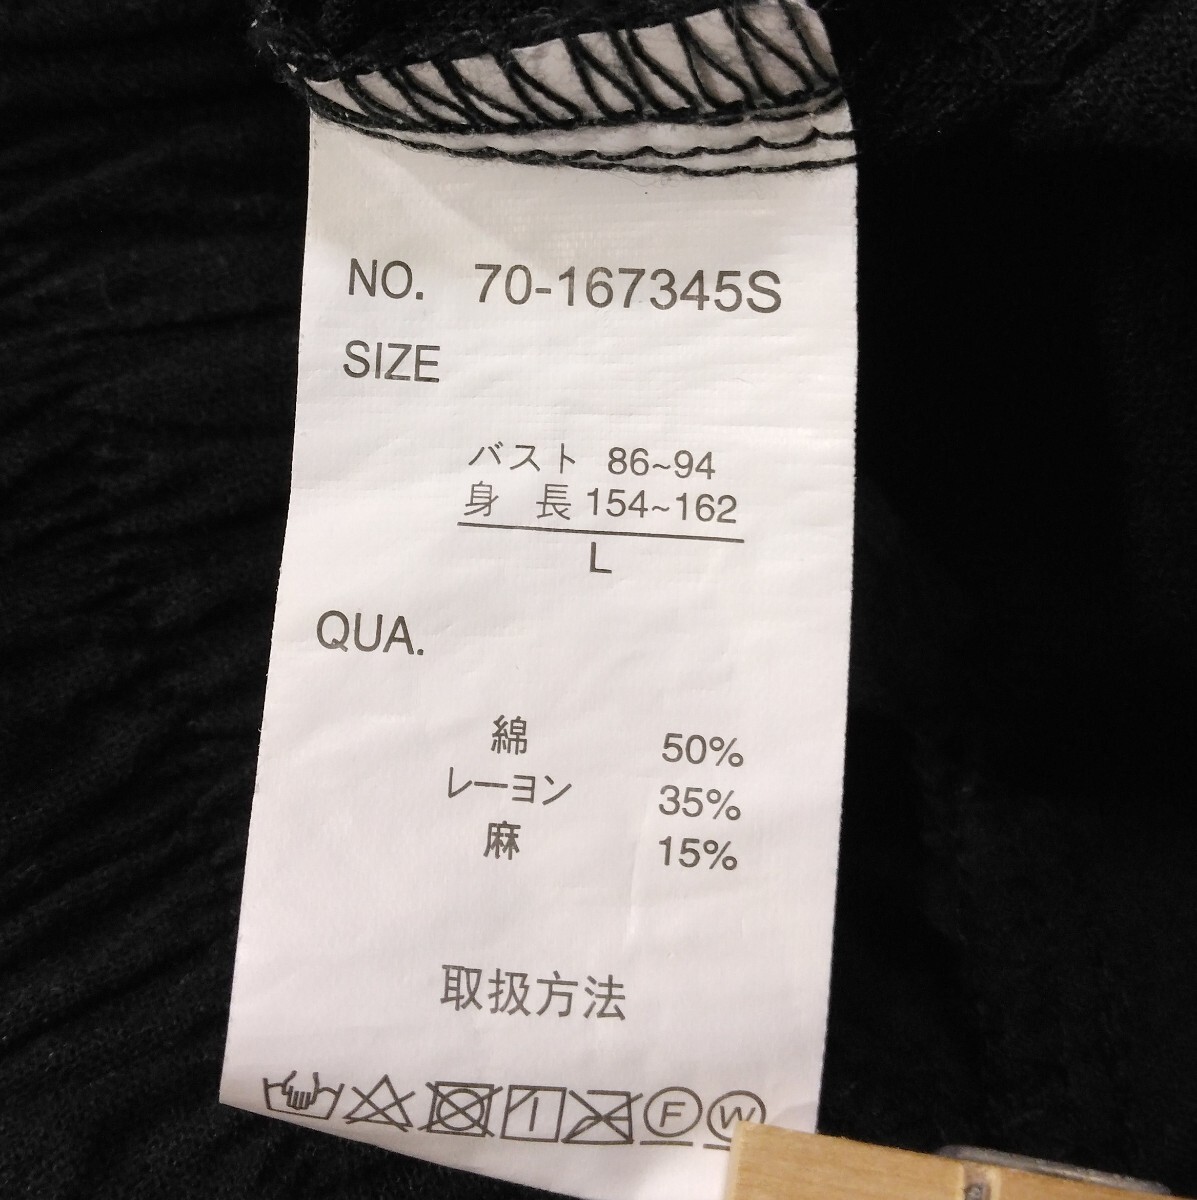 NO. 70-167345S
SIZE
バスト 86~94
身 長 154~162
L
QUA.
綿 50%
レーヨン 35%
麻 15%
取扱方法
F W